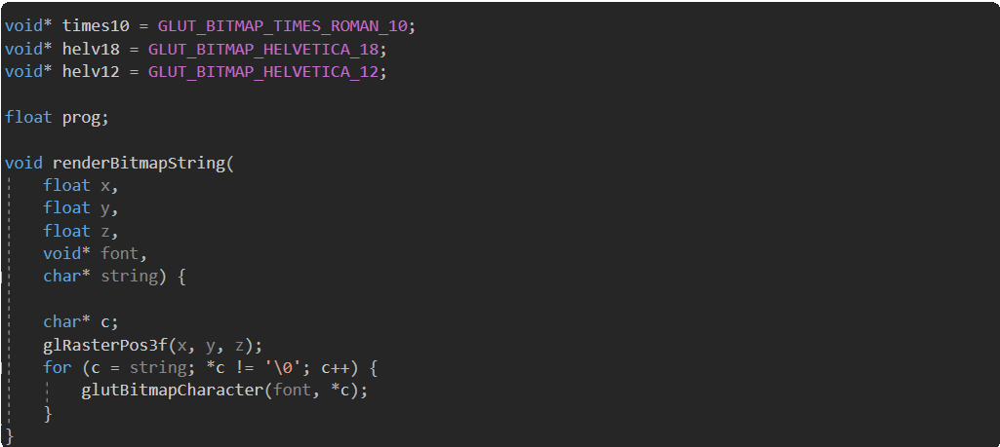 void* times10 = GLUT_BITMAP_TIMES_ROMAN_10;
void* helv18 = GLUT_BITMAP_HELVETICA_18;
void* helv12 = GLUT_BITMAP_HELVETICA_12;
float prog;
void renderBitmapString(
    float x,
    float y,
    float z,
    void* font,
    char* string) {
    char* c;
    glRasterPos3f(x, y, z);
    for (c = string; *c != '\0'; c++) {
        glutBitmapCharacter(font, *c);
    }
}